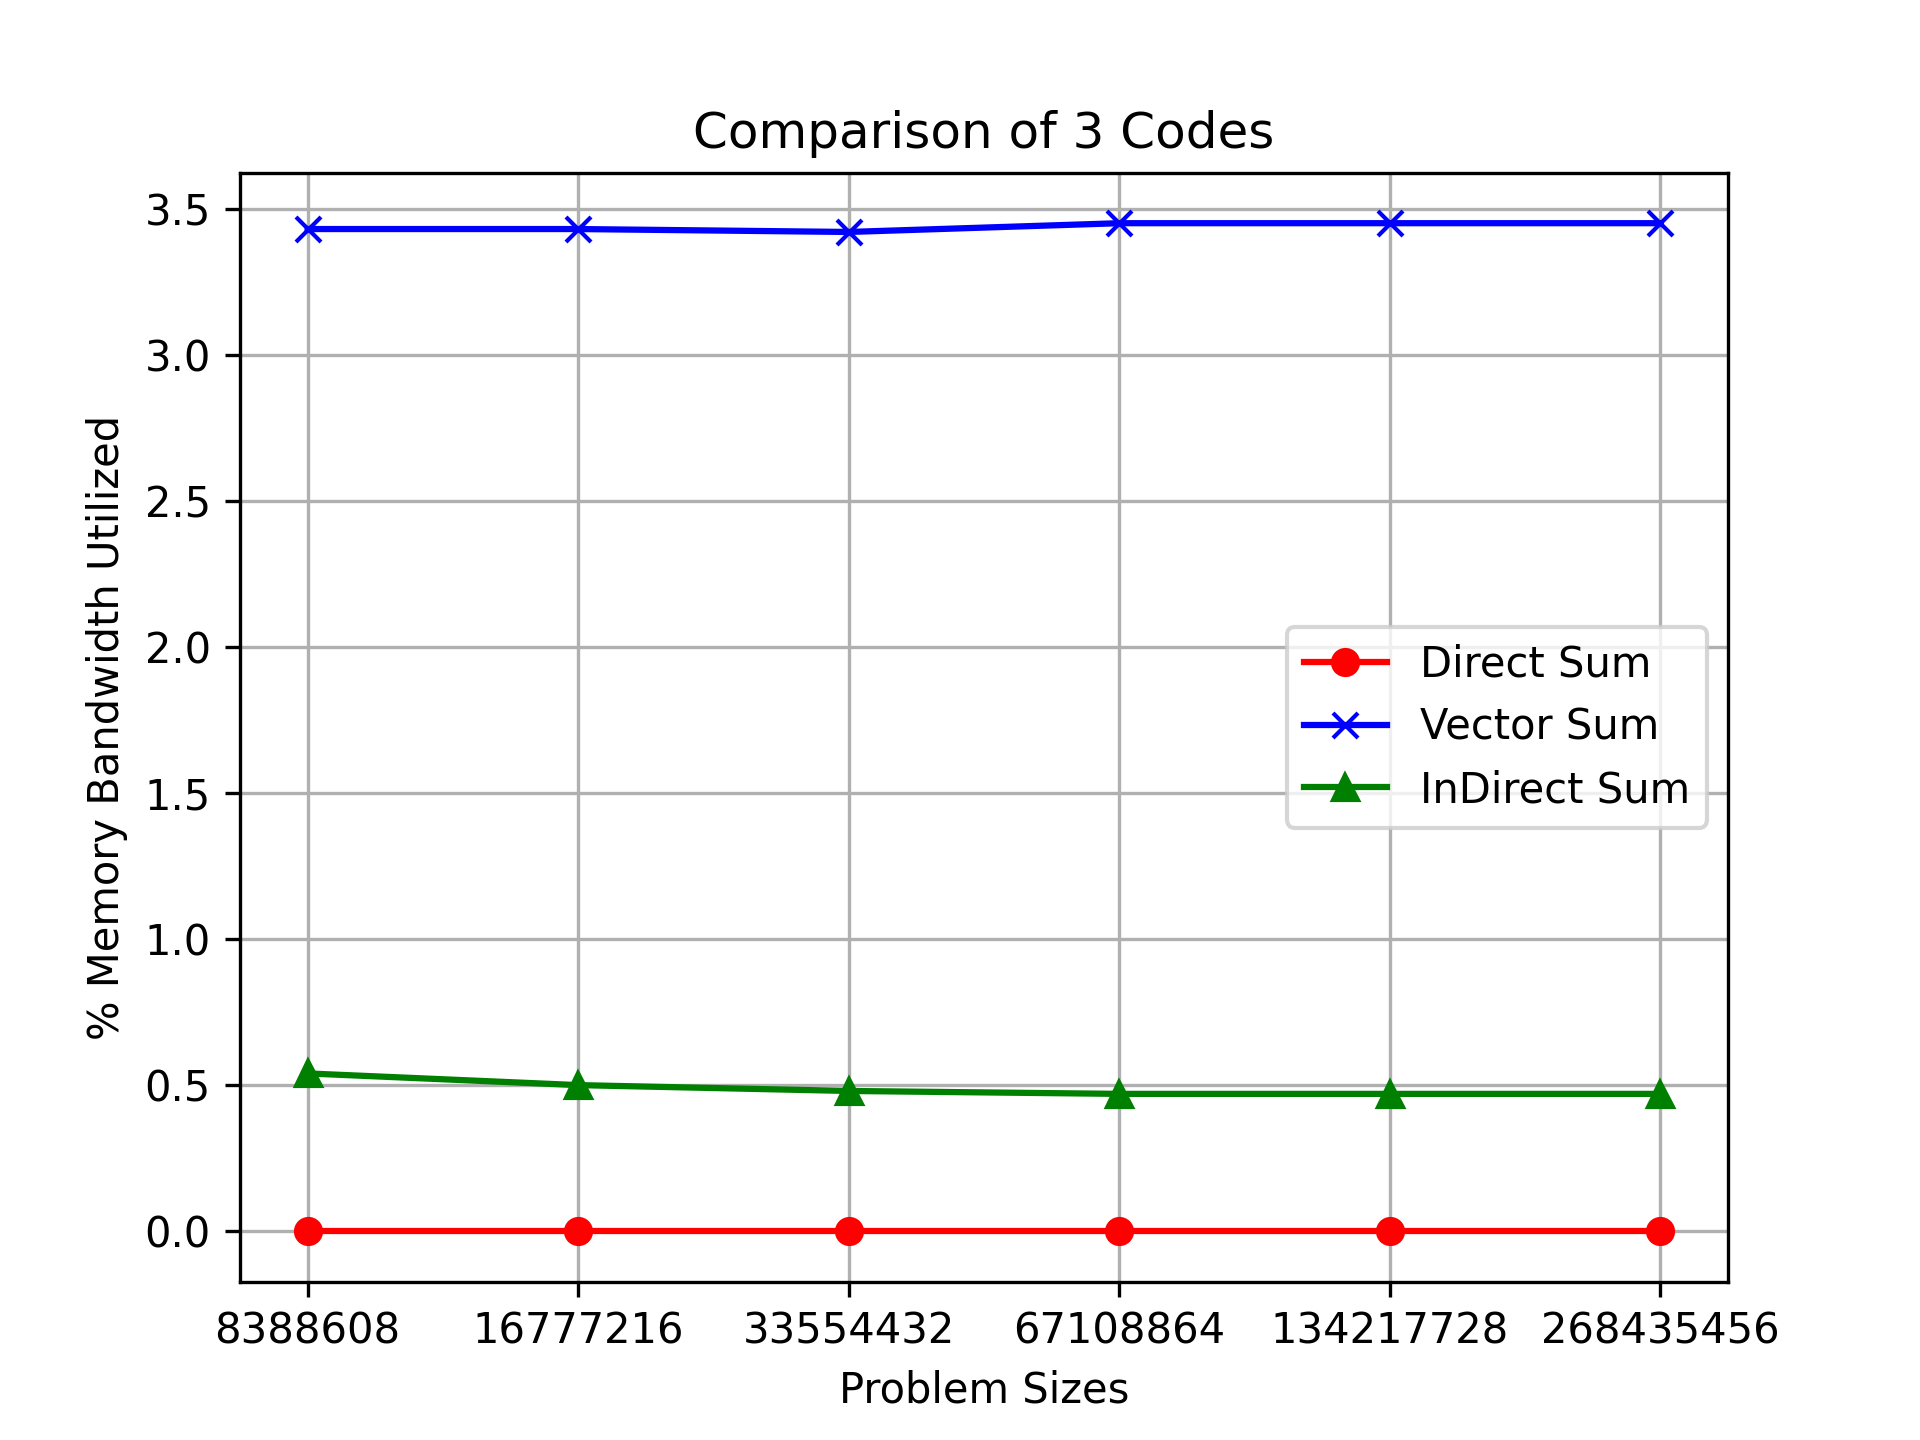 Comparison of 3 Codes
3.5
3.0
2.5
2.0
1.5
1.0
0.5
0.0
% Memory Bandwidth Utilized
Direct Sum
Vector Sum
InDirect Sum
8388608 16777216 33554432 67108864 134217728 268435456
Problem Sizes